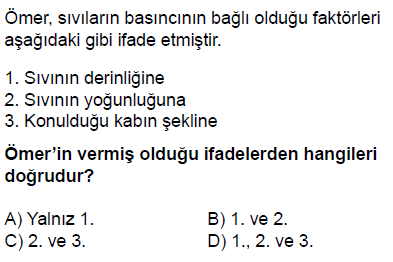 Ömer, sıvıların basıncının bağlı olduğu faktörleri
aşağıdaki gibi ifade etmiştir.
1. Sıvının derinliğine
2. Sıvının yoğunluğuna
3. Konulduğu kabın şekline
Ömer’in vermiş olduğu ifadelerden hangileri
doğrudur?
A) Yalnız 1. B) 1. ve 2.
C) 2. ve 3. D) 1., 2. ve 3.